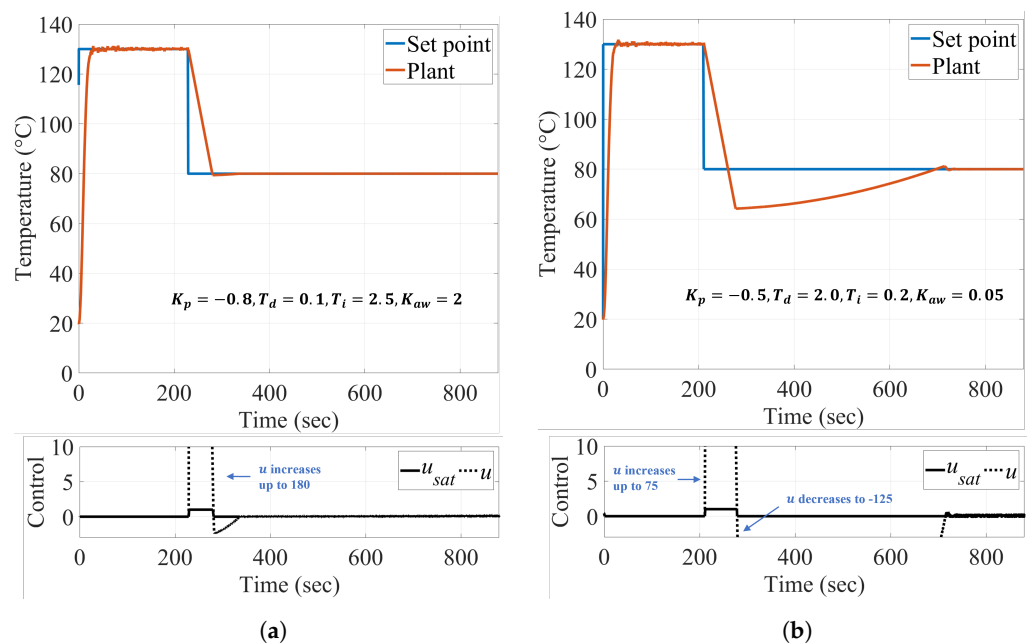 140
120
100
80
60
40
20
0
Temperature (°C)
Set point
Plant
K_p = −0.8, T_d = 0.1, T_i = 2.5, K_aw = 2
0 200 400 600 800
Time (sec)
10
5
0
Control
u increases
up to 180
u_sat u
0 200 400 600 800
Time (sec)
(a)
140
120
100
80
60
40
20
0
Temperature (°C)
Set point
Plant
K_p = −0.5, T_d = 2.0, T_i = 0.2, K_aw = 0.05
0 200 400 600 800
Time (sec)
10
5
0
Control
u increases
up to 75
u decreases to -125
u_sat u
0 200 400 600 800
Time (sec)
(b)